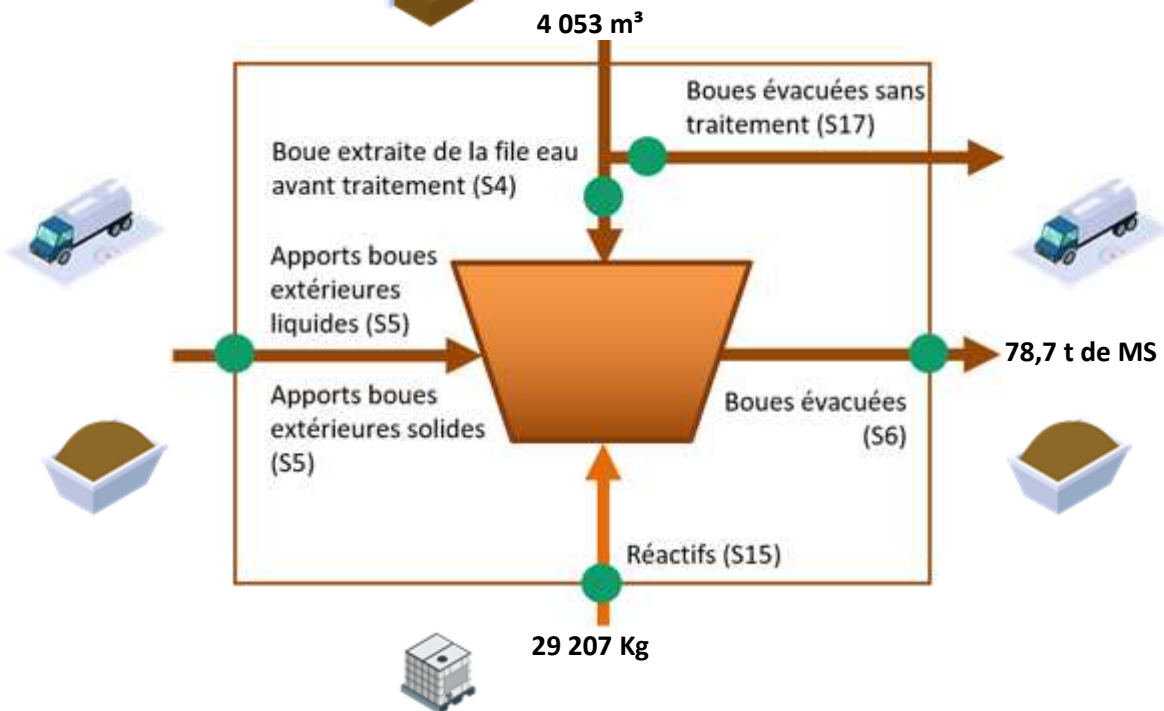 4 053 m³
Boues évacuées sans
traitement (S17)
Boue extraite de la file eau
avant traitement (S4)
Apports boues
extérieures
liquides (S5)
78,7 t de MS
Apports boues
extérieures solides
(S5)
Boues évacuées
(S6)
Réactifs (S15)
29 207 Kg